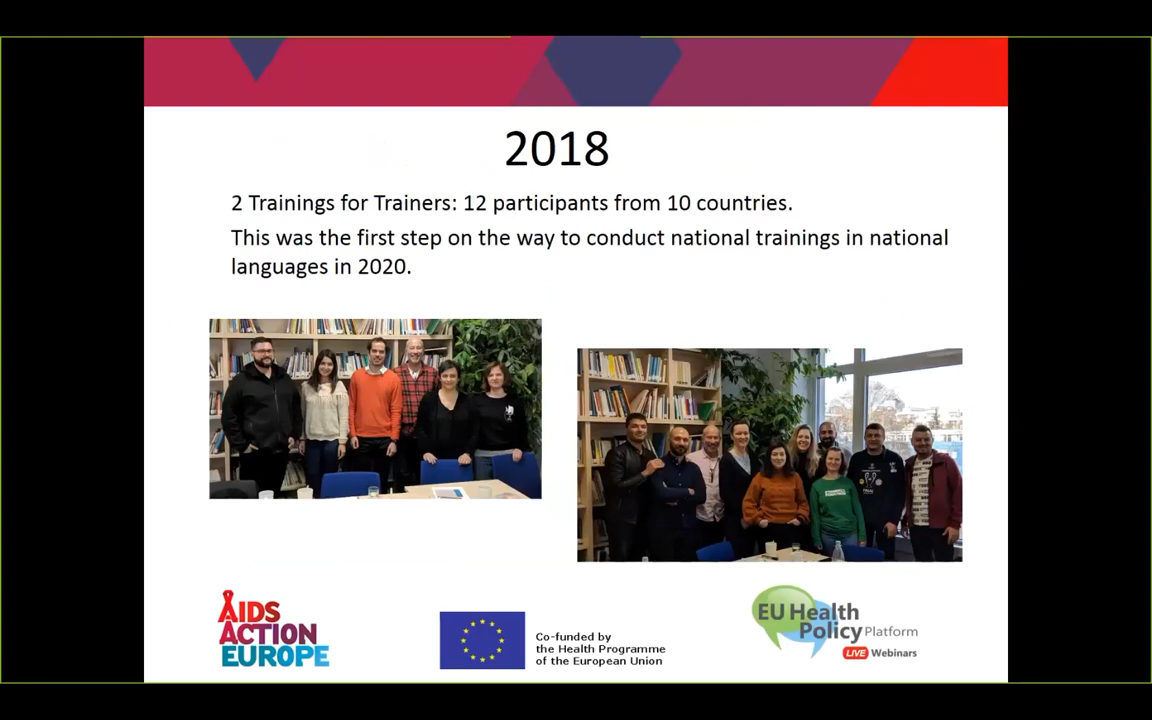 2018
2 Trainings for Trainers: 12 participants from 10 countries.
This was the first step on the way to conduct national trainings in national
languages in 2020.
AIDS
ACTION
EUROPE
Co-funded by
the Health Programme
of the European Union
EU Health
Policy Platform
LIVE Webinars